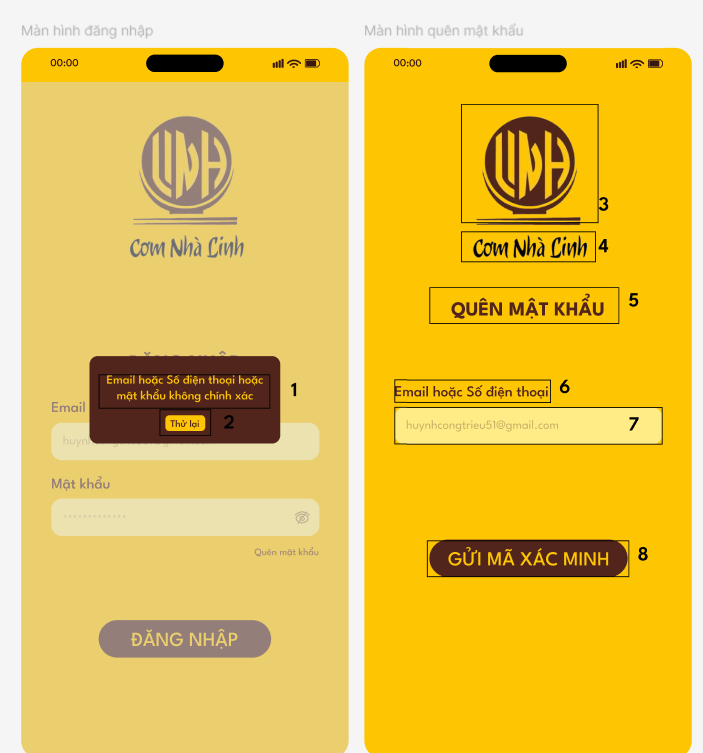 Màn hình đăng nhập
00:00
LINH
Cơm Nhà Linh
Email hoặc Số điện thoại hoặc
mật khẩu không chính xác
1
Thử lại
2
Email
Mật khẩu
Quên mật khẩu
ĐĂNG NHẬP
Màn hình quên mật khẩu
00:00
LINH
3
Cơm Nhà Linh
4
QUÊN MẬT KHẨU
5
Email hoặc Số điện thoại
6
huynhcongtrieu51@gmail.com
7
GỬI MÃ XÁC MINH
8